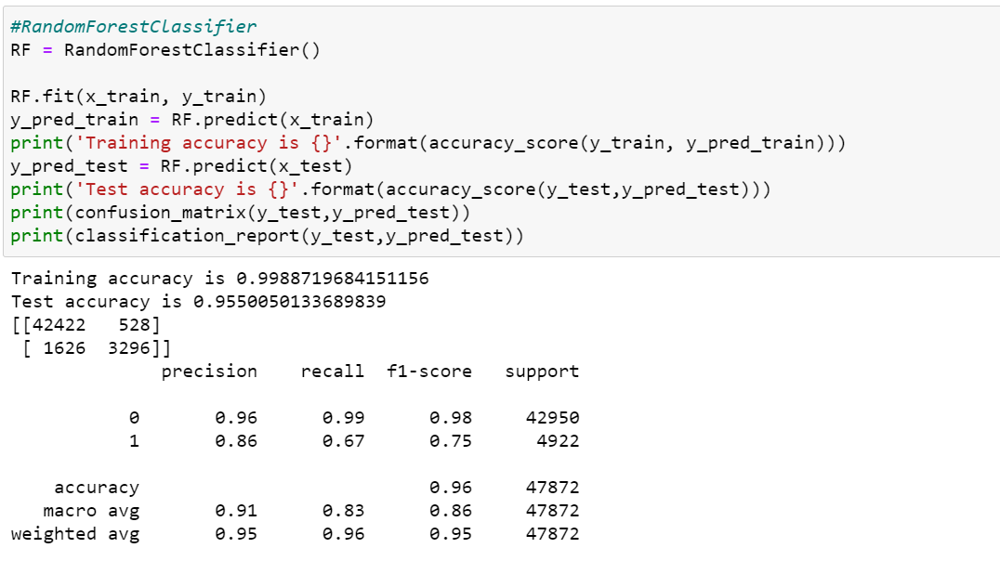 #RandomForestClassifier
RF = RandomForestClassifier()
RF.fit(x_train, y_train)
y_pred_train = RF.predict(x_train)
print('Training accuracy is {}'.format(accuracy_score(y_train, y_pred_train)))
y_pred_test = RF.predict(x_test)
print('Test accuracy is {}'.format(accuracy_score(y_test,y_pred_test)))
print(confusion_matrix(y_test,y_pred_test))
print(classification_report(y_test,y_pred_test))
Training accuracy is 0.9988719684151156
Test accuracy is 0.9550050133689839
[[42422   528]
 [ 1626  3296]]
              precision    recall  f1-score   support
           0       0.96      0.99      0.98     42950
           1       0.86      0.67      0.75      4922
    accuracy                           0.96     47872
   macro avg       0.91      0.83      0.86     47872
weighted avg       0.95      0.96      0.95     47872